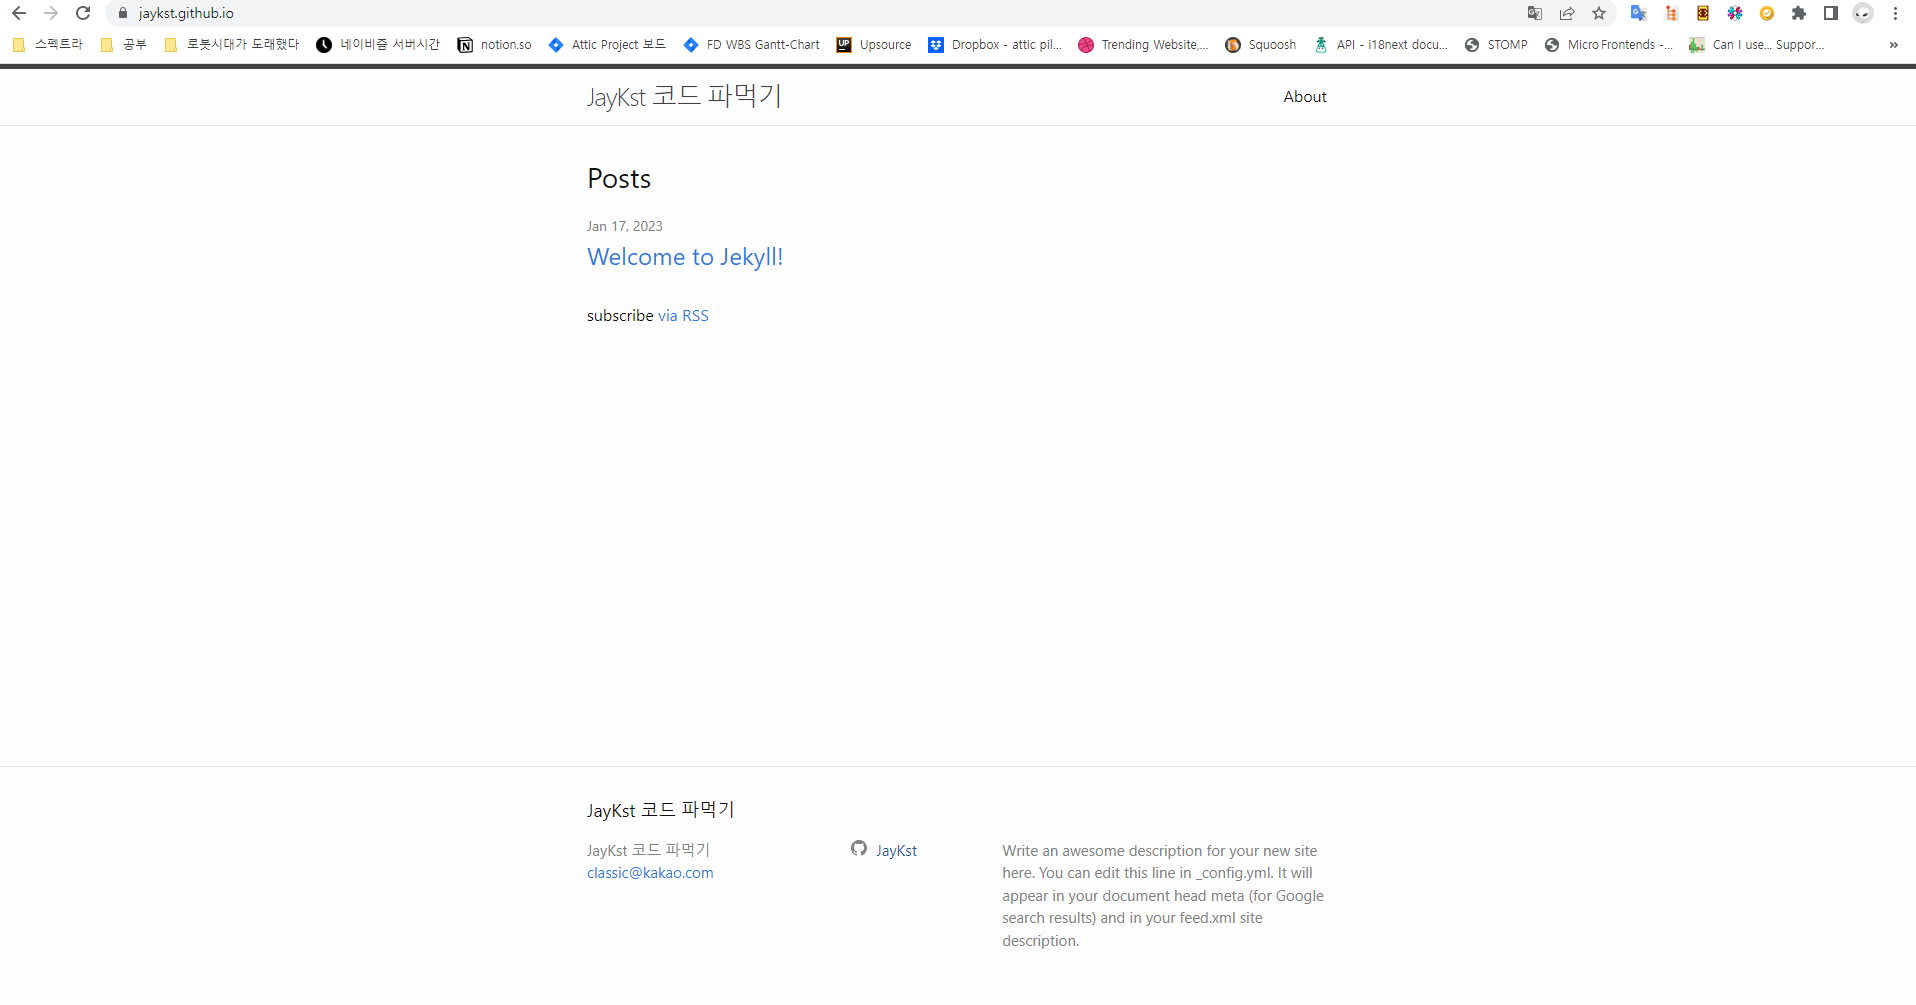 jaykst.github.io
스펙트라 공부 로봇시대가 도래했다 네이비즘 서버시간 notion.so Attic Project 보드 FD WBS Gantt-Chart UP Upsource Dropbox - attic pil... Trending Website,... Squoosh API - i18next docu... STOMP Micro Frontends -... Can I use... Suppor... »
JayKst 코드 파먹기 About
Posts
Jan 17, 2023
Welcome to Jekyll!
subscribe via RSS
JayKst 코드 파먹기
JayKst 코드 파먹기
classic@kakao.com
JayKst
Write an awesome description for your new site
here. You can edit this line in _config.yml. It will
appear in your document head meta (for Google
search results) and in your feed.xml site
description.